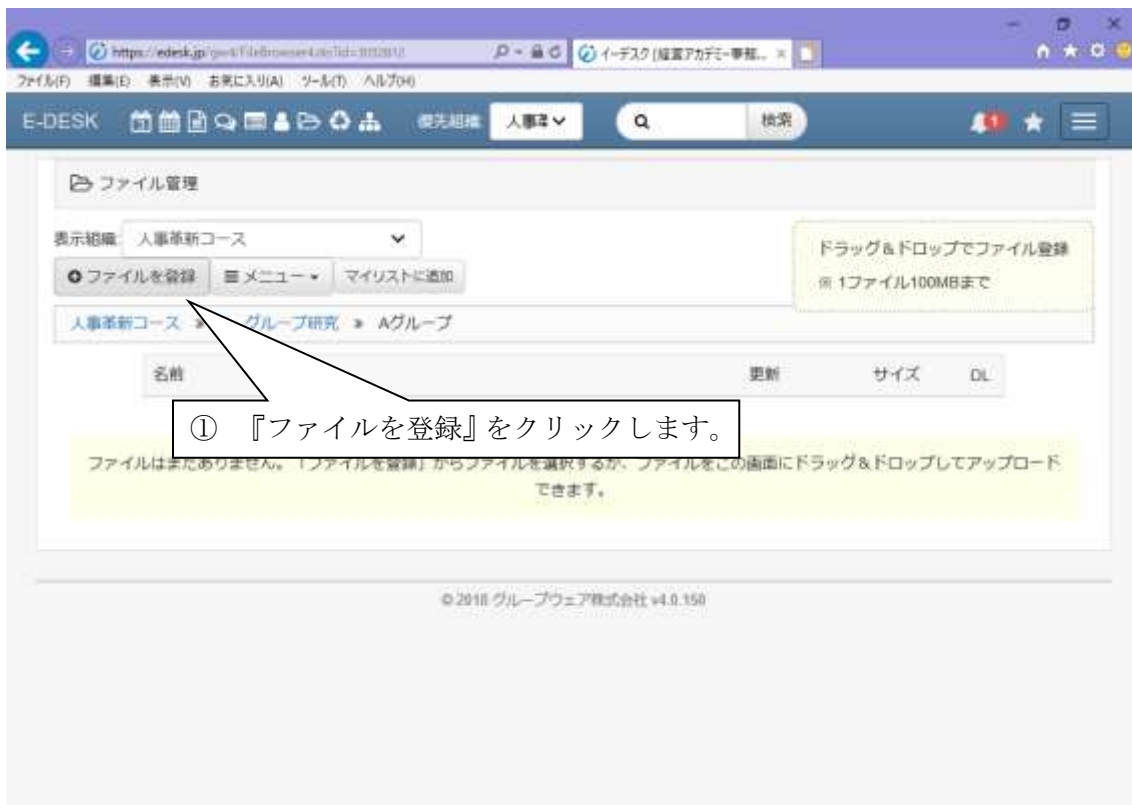 https://edesk.jp
イーデスク [経営アカデミー事務...
ファイル(F) 編集(E) 表示(V) お気に入り(A) ツール(T) ヘルプ(H)
E-DESK 優先組織 人事革 検索 1
ファイル管理
表示組織: 人事革新コース
ドラッグ&ドロップでファイル登録
※ 1ファイル100MBまで
ファイルを登録 メニュー マイリストに追加
人事革新コース » グループ研究 » Aグループ
名前 更新 サイズ DL
① 『ファイルを登録』をクリックします。
ファイルはまだありません。「ファイルを登録」からファイルを選択するか、ファイルをこの画面にドラッグ&ドロップしてアップロード
できます。
© 2018 グループウェア株式会社 v4.0.150